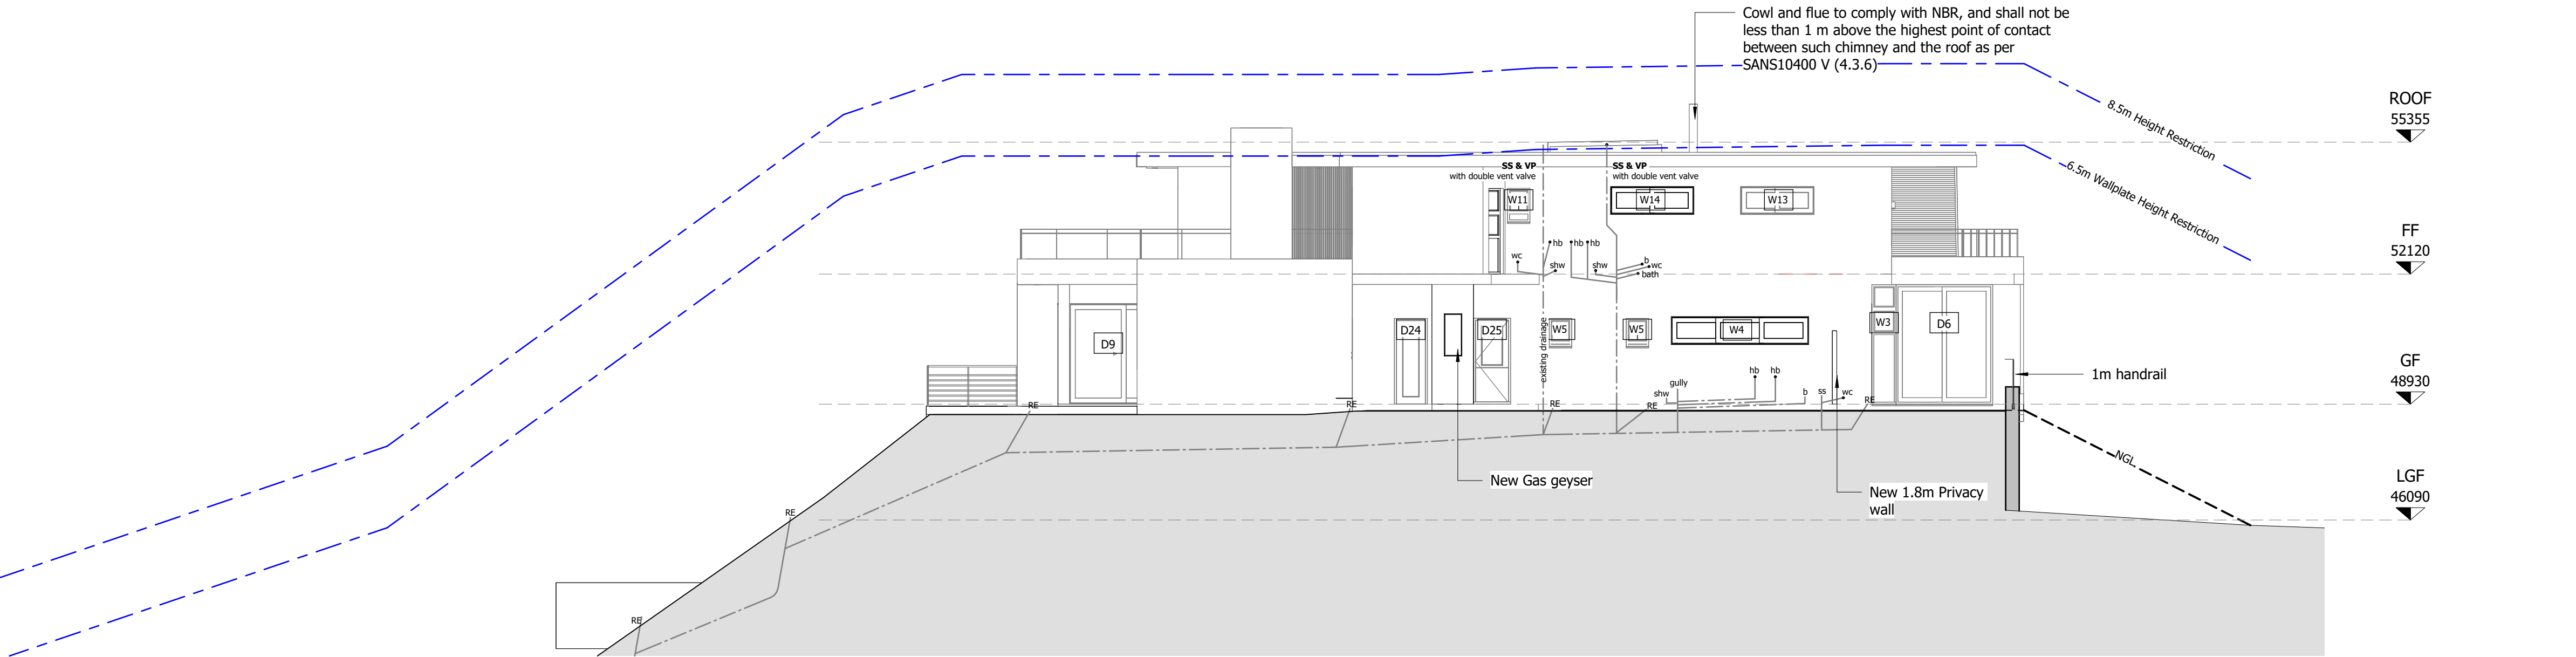 Cowl and flue to comply with NBR, and shall not be
less than 1 m above the highest point of contact
between such chimney and the roof as per
SANS10400 V (4.3.6)
8.5m Height Restriction
6.5m Wallplate Height Restriction
ROOF
55355
SS & VP
with double vent valve
SS & VP
with double vent valve
W11
W14
W13
FF
52120
hb
hb
hb
wc
shw
shw
b
wc
bath
D9
D24
D25
existing drainage
W5
W5
W4
W3
D6
GF
48930
1m handrail
hb
hb
gully
shw
b
ss
wc
RE
RE
RE
RE
RE
NGL
New Gas geyser
New 1.8m Privacy
wall
LGF
46090
RE
RE